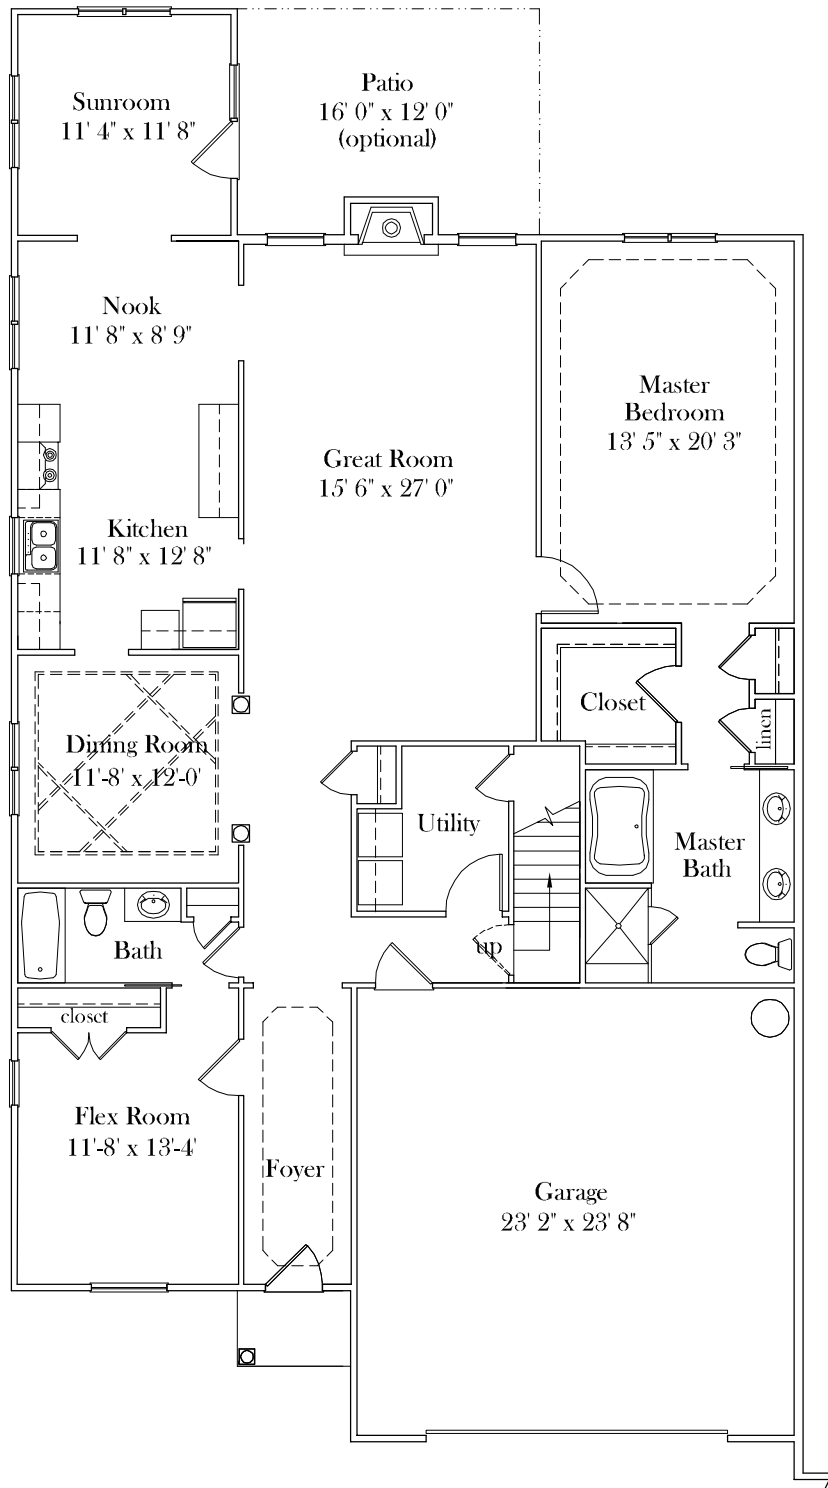 Sunroom
11' 4" x 11' 8"
Patio
16' 0" x 12' 0"
(optional)
Nook
11' 8" x 8' 9"
Master
Bedroom
13' 5" x 20' 3"
Great Room
15' 6" x 27' 0"
Kitchen
11' 8" x 12' 8"
Closet
linen
Dining Room
11'-8' x 12'-0'
Utility
Master
Bath
Bath
up
closet
Flex Room
11'-8' x 13'-4'
Foyer
Garage
23' 2" x 23' 8"